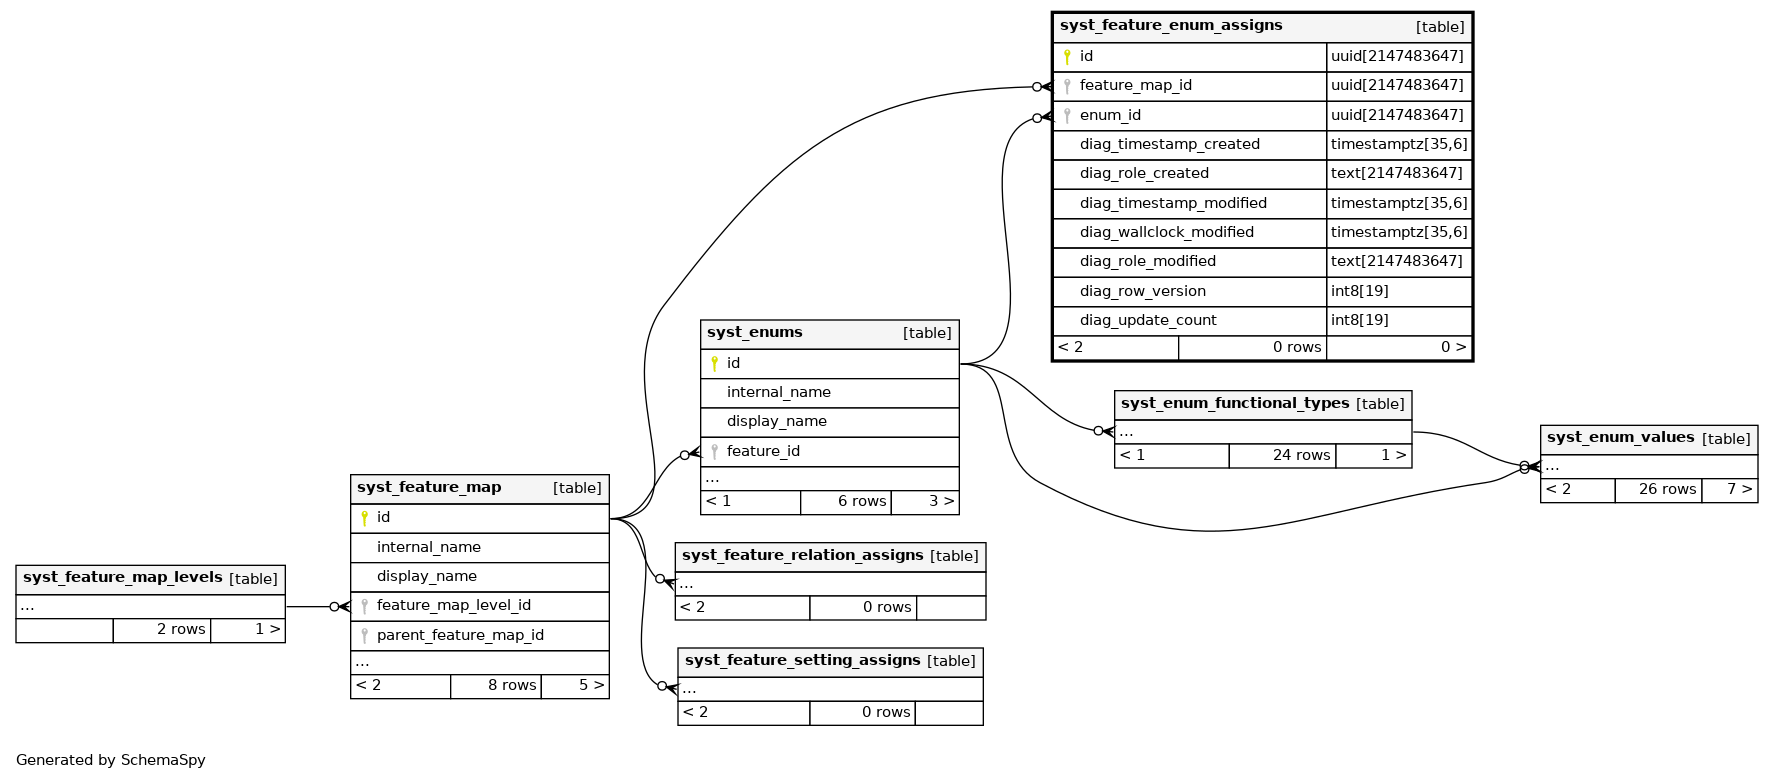 syst_feature_enum_assigns [table]
id uuid[2147483647]
feature_map_id uuid[2147483647]
enum_id uuid[2147483647]
diag_timestamp_created timestamptz[35,6]
diag_role_created text[2147483647]
diag_timestamp_modified timestamptz[35,6]
diag_wallclock_modified timestamptz[35,6]
diag_role_modified text[2147483647]
diag_row_version int8[19]
diag_update_count int8[19]
< 2 0 rows 0 >
syst_enums [table]
id
internal_name
display_name
feature_id
...
< 1 6 rows 3 >
syst_enum_functional_types [table]
...
< 1 24 rows 1 >
syst_enum_values [table]
...
< 2 26 rows 7 >
syst_feature_map [table]
id
internal_name
display_name
feature_map_level_id
parent_feature_map_id
...
< 2 8 rows 5 >
syst_feature_relation_assigns [table]
...
< 2 0 rows
syst_feature_map_levels [table]
...
2 rows 1 >
syst_feature_setting_assigns [table]
...
< 2 0 rows
Generated by SchemaSpy